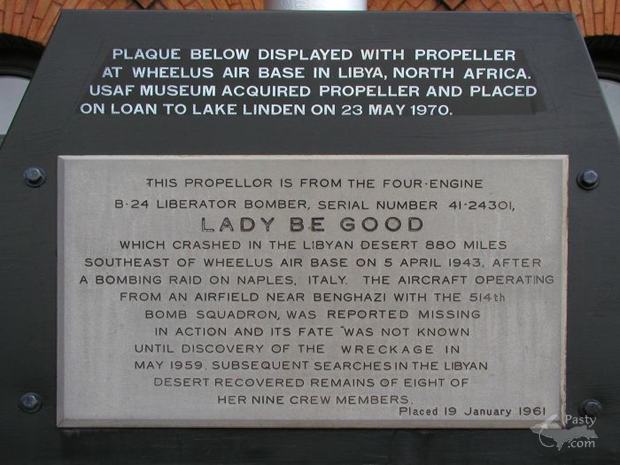 PLAQUE BELOW DISPLAYED WITH PROPELLER
AT WHEELUS AIR BASE IN LIBYA, NORTH AFRICA.
USAF MUSEUM ACQUIRED PROPELLER AND PLACED
ON LOAN TO LAKE LINDEN ON 23 MAY 1970.
THIS PROPELLOR IS FROM THE FOUR-ENGINE
B-24 LIBERATOR BOMBER, SERIAL NUMBER 41-24301,
LADY BE GOOD
WHICH CRASHED IN THE LIBYAN DESERT 880 MILES
SOUTHEAST OF WHEELUS AIR BASE ON 5 APRIL 1943, AFTER
A BOMBING RAID ON NAPLES, ITALY. THE AIRCRAFT OPERATING
FROM AN AIRFIELD NEAR BENGHAZI WITH THE 514th
BOMB SQUADRON, WAS REPORTED MISSING
IN ACTION AND ITS FATE WAS NOT KNOWN
UNTIL DISCOVERY OF THE WRECKAGE IN
MAY 1959. SUBSEQUENT SEARCHES IN THE LIBYAN
DESERT RECOVERED REMAINS OF EIGHT OF
HER NINE CREW MEMBERS.
Placed 19 January 1961
Pasty
.com